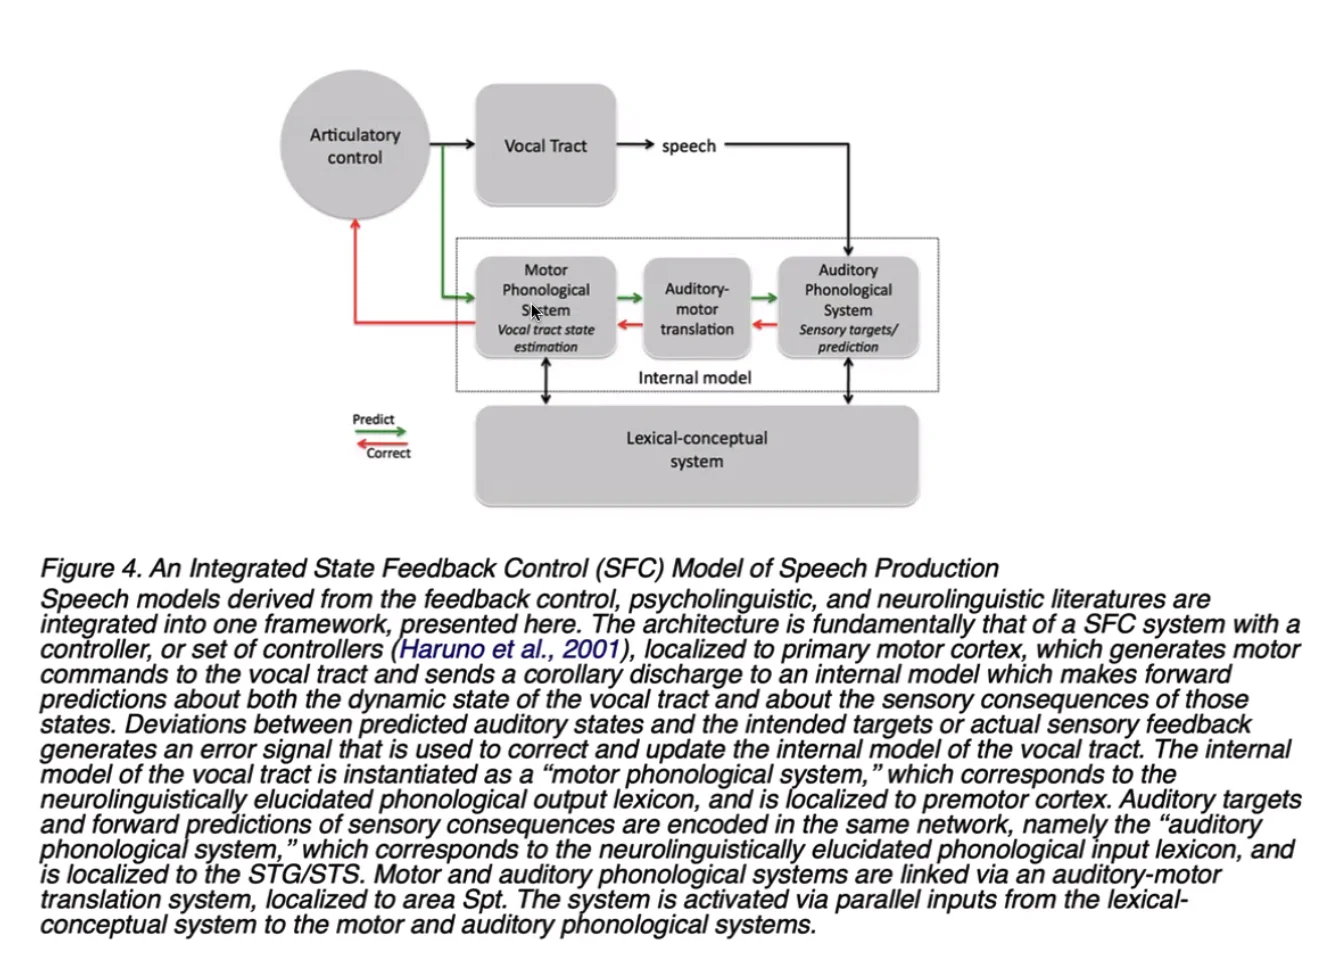 Articulatory
control
Vocal Tract
speech
Motor
Phonological
System
Vocal tract state
estimation
Auditory-
motor
translation
Auditory
Phonological
System
Sensory targets/
prediction
Internal model
Predict
Correct
Lexical-conceptual
system
Figure 4. An Integrated State Feedback Control (SFC) Model of Speech Production
Speech models derived from the feedback control, psycholinguistic, and neurolinguistic literatures are
integrated into one framework, presented here. The architecture is fundamentally that of a SFC system with a
controller, or set of controllers (Haruno et al., 2001), localized to primary motor cortex, which generates motor
commands to the vocal tract and sends a corollary discharge to an internal model which makes forward
predictions about both the dynamic state of the vocal tract and about the sensory consequences of those
states. Deviations between predicted auditory states and the intended targets or actual sensory feedback
generates an error signal that is used to correct and update the internal model of the vocal tract. The internal
model of the vocal tract is instantiated as a “motor phonological system,” which corresponds to the
neurolinguistically elucidated phonological output lexicon, and is localized to premotor cortex. Auditory targets
and forward predictions of sensory consequences are encoded in the same network, namely the “auditory
phonological system,” which corresponds to the neurolinguistically elucidated phonological input lexicon, and
is localized to the STG/STS. Motor and auditory phonological systems are linked via an auditory-motor
translation system, localized to area Spt. The system is activated via parallel inputs from the lexical-
conceptual system to the motor and auditory phonological systems.